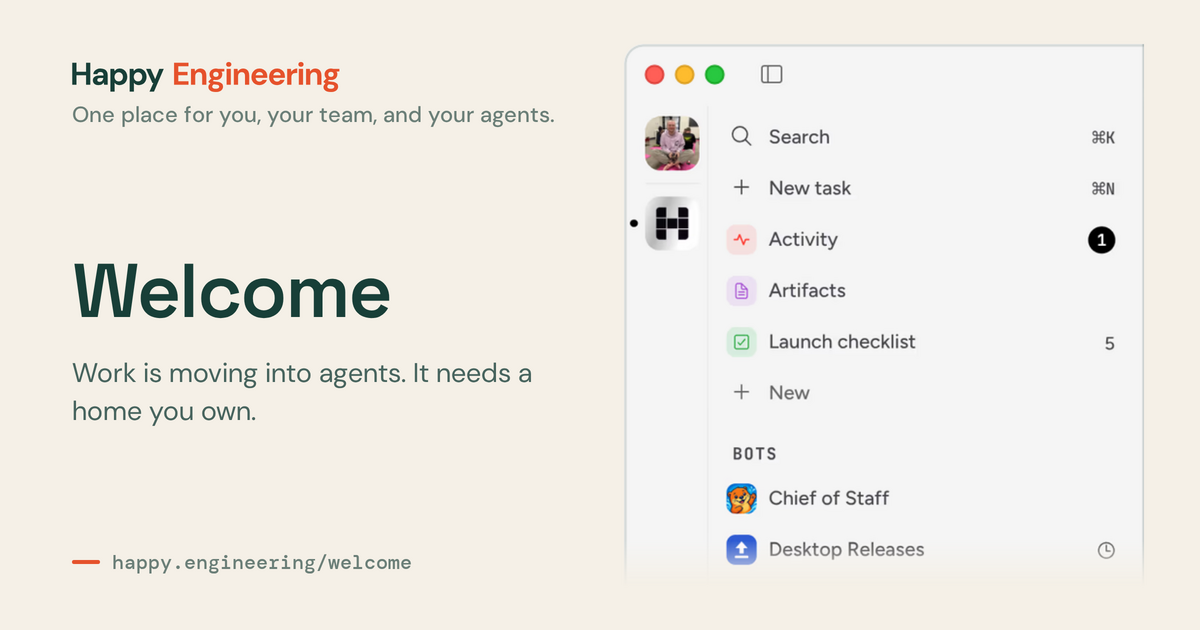 Happy Engineering
One place for you, your team, and your agents.
Welcome
Work is moving into agents. It needs a
home you own.
happy.engineering/welcome
Search ⌘K
New task ⌘N
Activity 1
Artifacts
Launch checklist 5
New
BOTS
Chief of Staff
Desktop Releases